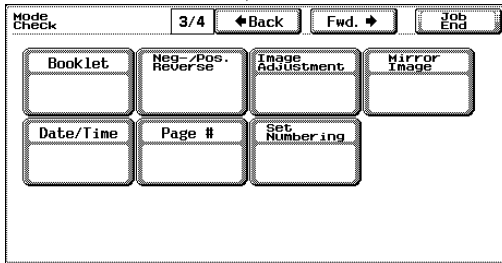 Mode
Check
3/4
Back
Fwd.
Job
End
Booklet
Neg-/Pos.
Reverse
Image
Adjustment
Mirror
Image
Date/Time
Page #
Set
Numbering